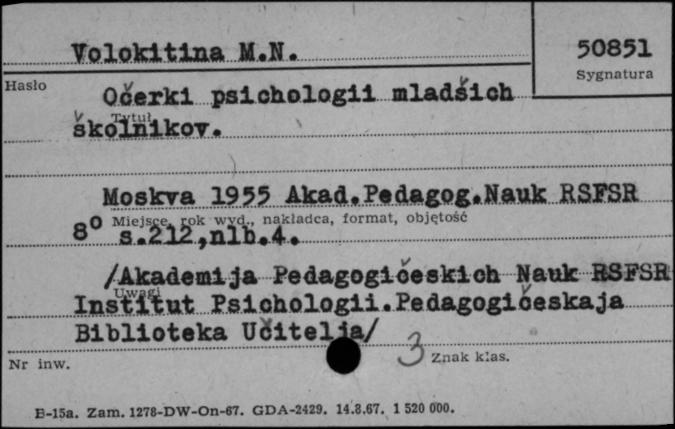 Volokitina M.N.
50851
Sygnatura
Hasło
Očerki psichologii mladšich
Tytuł
školnikov.
Moskva 1955 Akad.Pedagog.Nauk RSFSR
Miejsce, rok wyd., nakładca, format, objętość
8° s.212,nlb.4.
/Akademija Pedagogičeskich Nauk RSFSR
Uwagi
Institut Psichologii.Pedagogičeskaja
Biblioteka Učitelja/
3
Nr inw.
Znak klas.
B-15a. Zam. 1278-DW-On-67. GDA-2429. 14.8.67. 1 520 000.